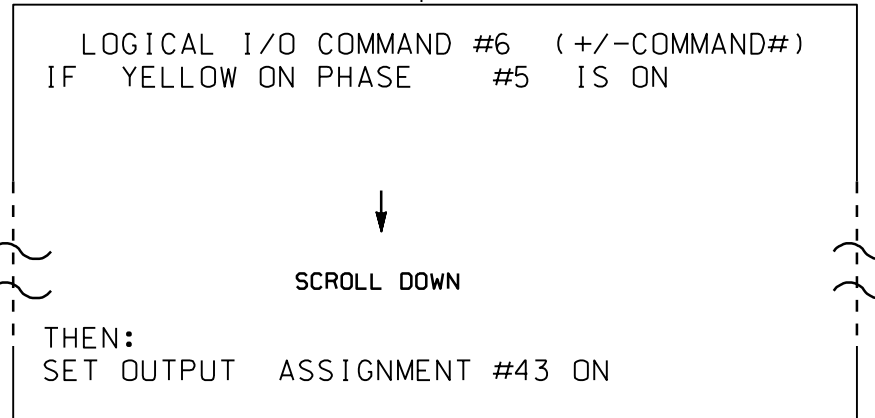 LOGICAL I/O COMMAND #6 (+/-COMMAND#)
IF YELLOW ON PHASE #5 IS ON
SCROLL DOWN
THEN:
SET OUTPUT ASSIGNMENT #43 ON